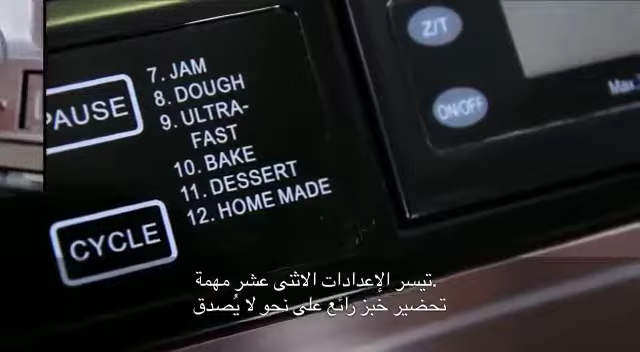 PAUSE
7. JAM
8. DOUGH
9. ULTRA-
FAST
10. BAKE
11. DESSERT
12. HOME MADE
CYCLE
Z/T
ON/OFF
Max.
تيسر الإعدادات الاثنى عشر مهمة.
تحضير خبز رائع على نحو لا يُصدق